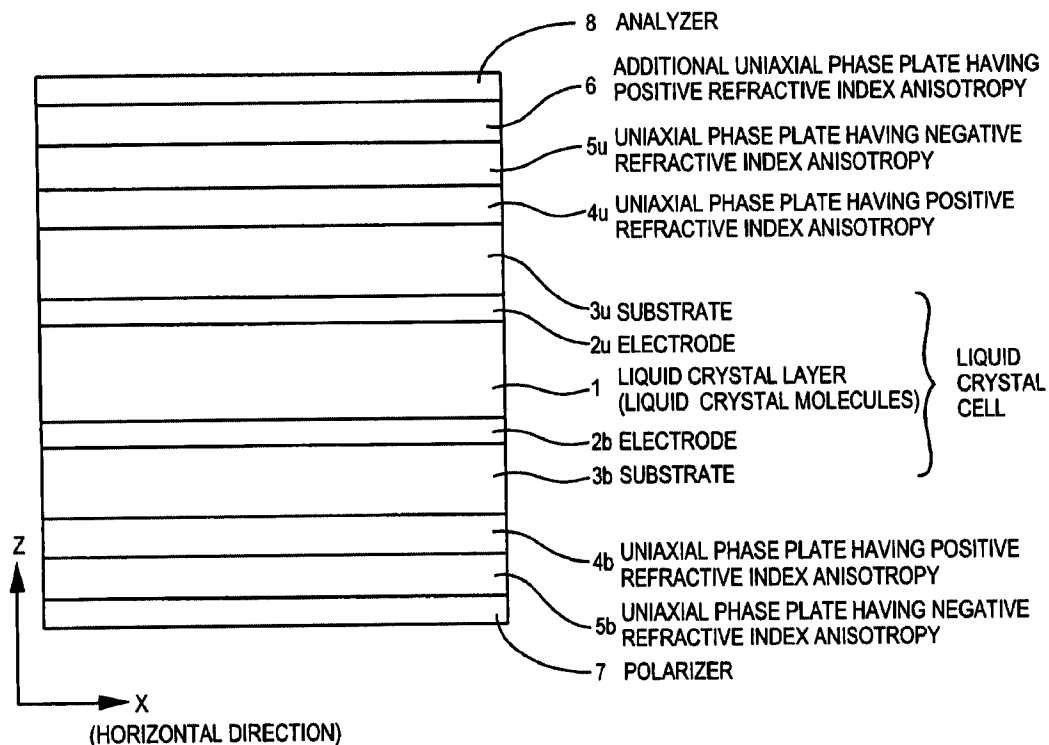 8 ANALYZER
6 ADDITIONAL UNIAXIAL PHASE PLATE HAVING
POSITIVE REFRACTIVE INDEX ANISOTROPY
5u UNIAXIAL PHASE PLATE HAVING NEGATIVE
REFRACTIVE INDEX ANISOTROPY
4u UNIAXIAL PHASE PLATE HAVING POSITIVE
REFRACTIVE INDEX ANISOTROPY
3u SUBSTRATE
2u ELECTRODE
1 LIQUID CRYSTAL LAYER
(LIQUID CRYSTAL MOLECULES)
2b ELECTRODE
3b SUBSTRATE
LIQUID
CRYSTAL
CELL
4b UNIAXIAL PHASE PLATE HAVING POSITIVE
REFRACTIVE INDEX ANISOTROPY
5b UNIAXIAL PHASE PLATE HAVING NEGATIVE
REFRACTIVE INDEX ANISOTROPY
7 POLARIZER
Z
X
(HORIZONTAL DIRECTION)